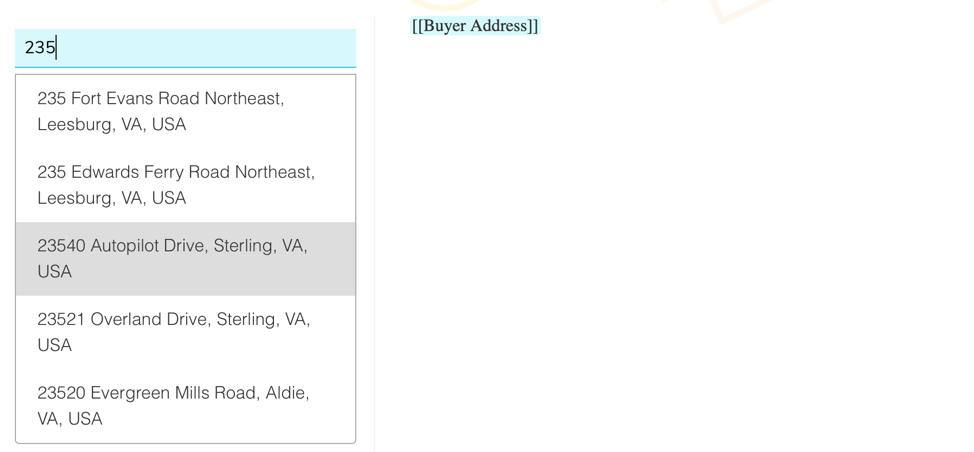 235
235 Fort Evans Road Northeast,
Leesburg, VA, USA
235 Edwards Ferry Road Northeast,
Leesburg, VA, USA
23540 Autopilot Drive, Sterling, VA,
USA
23521 Overland Drive, Sterling, VA,
USA
23520 Evergreen Mills Road, Aldie,
VA, USA
[[Buyer Address]]